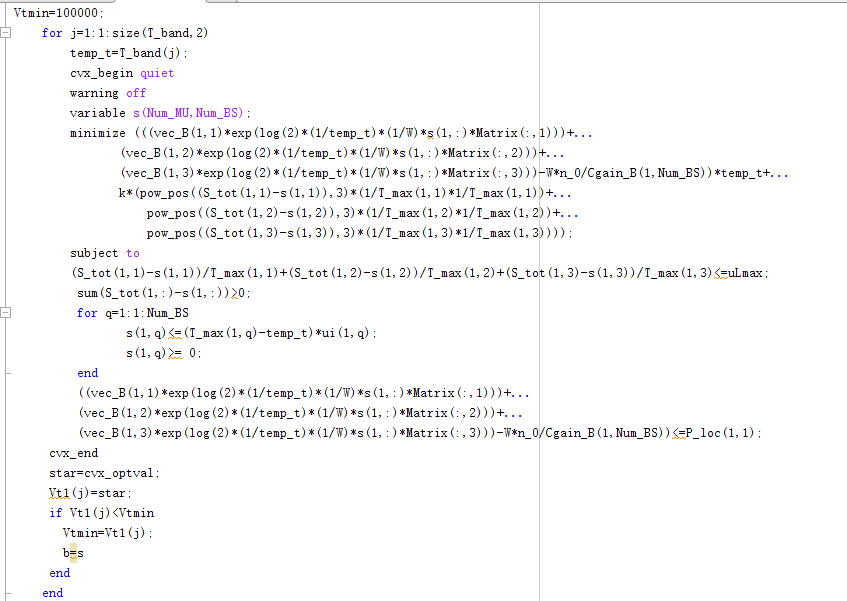 Vtmin=100000;
for j=1:1:size(T_band,2)
temp_t=T_band(j);
cvx_begin quiet
warning off
variable s(Num_MU,Num_BS);
minimize (((vec_B(1,1)*exp(log(2)*(1/temp_t)*(1/W)*s(1,:)*Matrix(:,1)))+...
(vec_B(1,2)*exp(log(2)*(1/temp_t)*(1/W)*s(1,:)*Matrix(:,2)))+...
(vec_B(1,3)*exp(log(2)*(1/temp_t)*(1/W)*s(1,:)*Matrix(:,3)))-W*n_0/Cgain_B(1,Num_BS))*temp_t+...
k*(pow_pos((S_tot(1,1)-s(1,1)),3)*(1/T_max(1,1)*1/T_max(1,1))+...
pow_pos((S_tot(1,2)-s(1,2)),3)*(1/T_max(1,2)*1/T_max(1,2))+...
pow_pos((S_tot(1,3)-s(1,3)),3)*(1/T_max(1,3)*1/T_max(1,3))));
subject to
(S_tot(1,1)-s(1,1))/T_max(1,1)+(S_tot(1,2)-s(1,2))/T_max(1,2)+(S_tot(1,3)-s(1,3))/T_max(1,3)<=uLmax;
sum(S_tot(1,:)-s(1,:))>0;
for q=1:1:Num_BS
s(1,q)<=(T_max(1,q)-temp_t)*ui(1,q);
s(1,q)>= 0;
end
((vec_B(1,1)*exp(log(2)*(1/temp_t)*(1/W)*s(1,:)*Matrix(:,1)))+...
(vec_B(1,2)*exp(log(2)*(1/temp_t)*(1/W)*s(1,:)*Matrix(:,2)))+...
(vec_B(1,3)*exp(log(2)*(1/temp_t)*(1/W)*s(1,:)*Matrix(:,3)))-W*n_0/Cgain_B(1,Num_BS))<=P_loc(1,1);
cvx_end
star=cvx_optval;
Vt1(j)=star;
if Vt1(j)<Vtmin
Vtmin=Vt1(j);
b=s
end
end